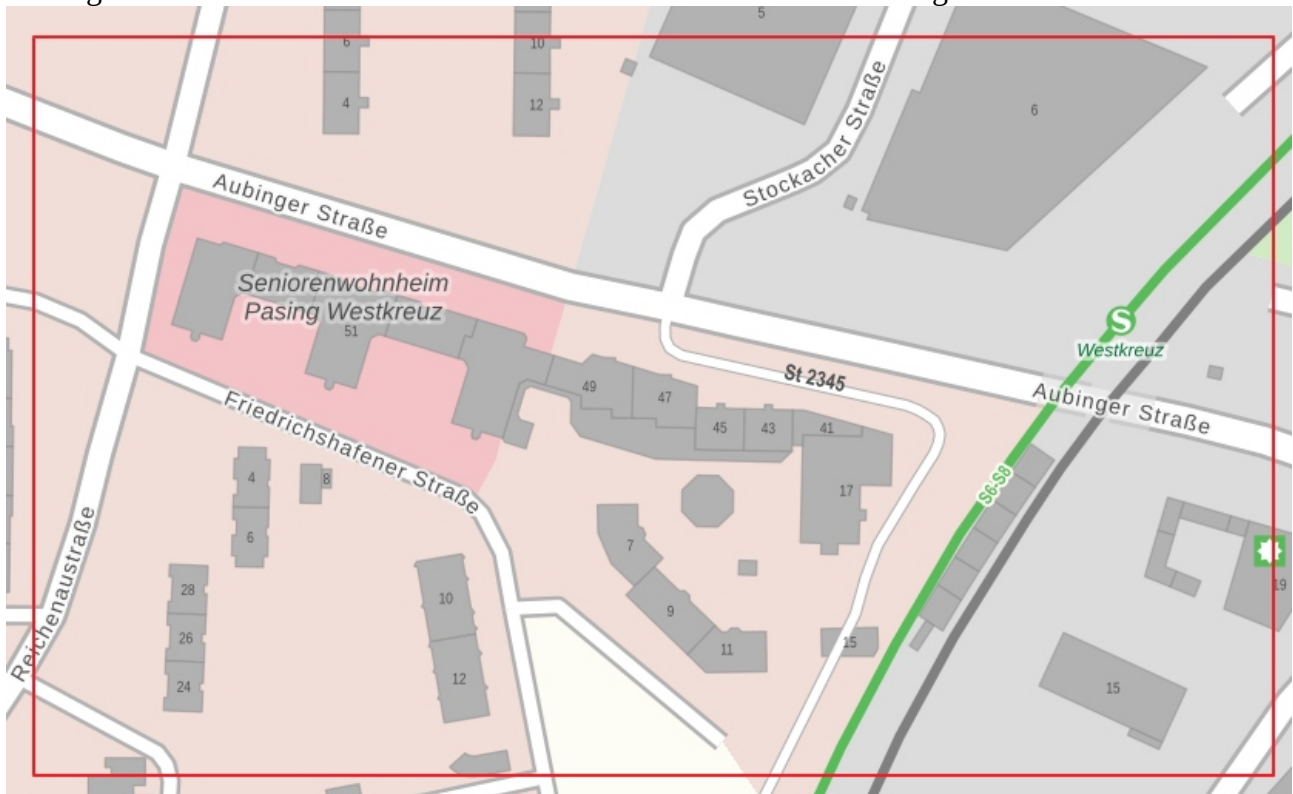 5
6
10
4
12
6
Stockacher Straße
Aubinger Straße
Seniorenwohnheim
Pasing Westkreuz
51
S
Westkreuz
St 2345
49
47
45
43
41
Aubinger Straße
Friedrichshafener Straße
4
8
6
17
S6-S8
7
Reichenaustraße
28
10
9
19
26
15
11
24
12
15